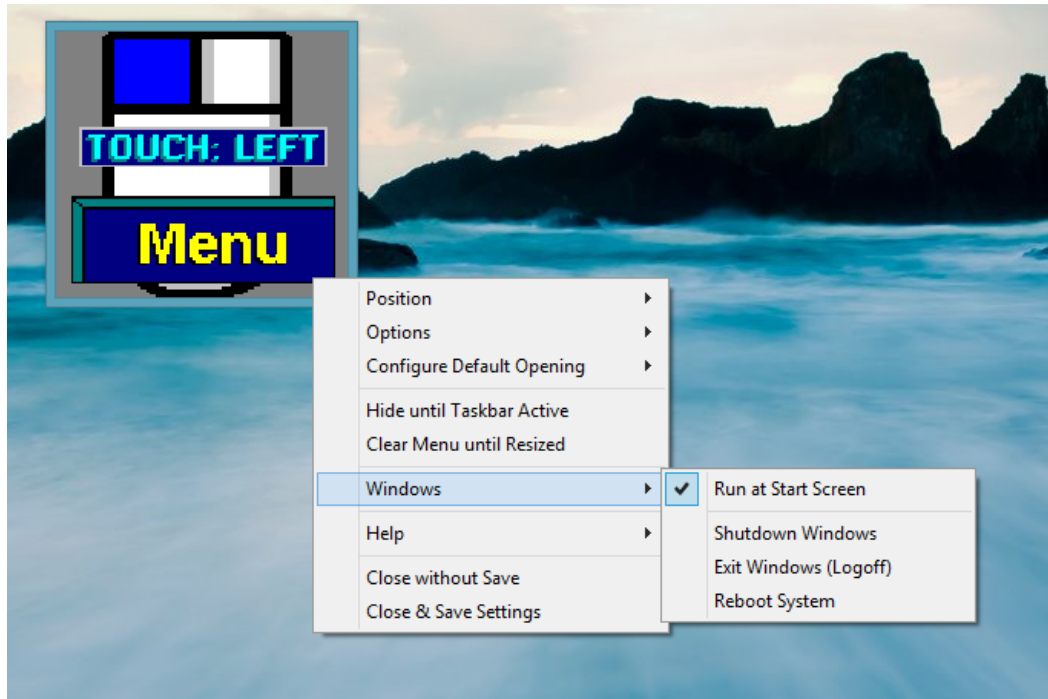 TOUCH: LEFT
Menu
Position
Options
Configure Default Opening
Hide until Taskbar Active
Clear Menu until Resized
Windows
Help
Close without Save
Close & Save Settings
Run at Start Screen
Shutdown Windows
Exit Windows (Logoff)
Reboot System